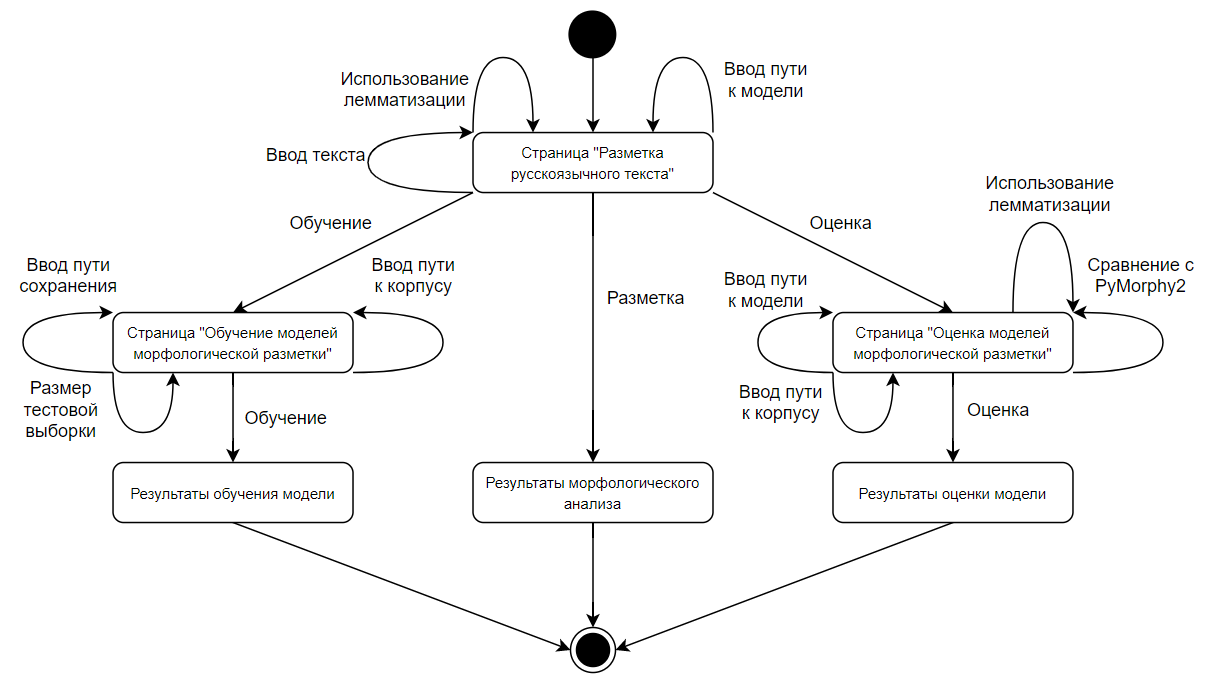 Использование
лемматизации
Ввод пути
к модели
Ввод текста
Страница "Разметка
русскоязычного текста"
Обучение
Оценка
Использование
лемматизации
Ввод пути
сохранения
Ввод пути
к корпусу
Разметка
Ввод пути
к модели
Сравнение с
PyMorphy2
Страница "Обучение моделей
морфологической разметки"
Страница "Оценка моделей
морфологической разметки"
Размер
тестовой
выборки
Обучение
Ввод пути
к корпусу
Оценка
Результаты обучения модели
Результаты морфологического
анализа
Результаты оценки модели